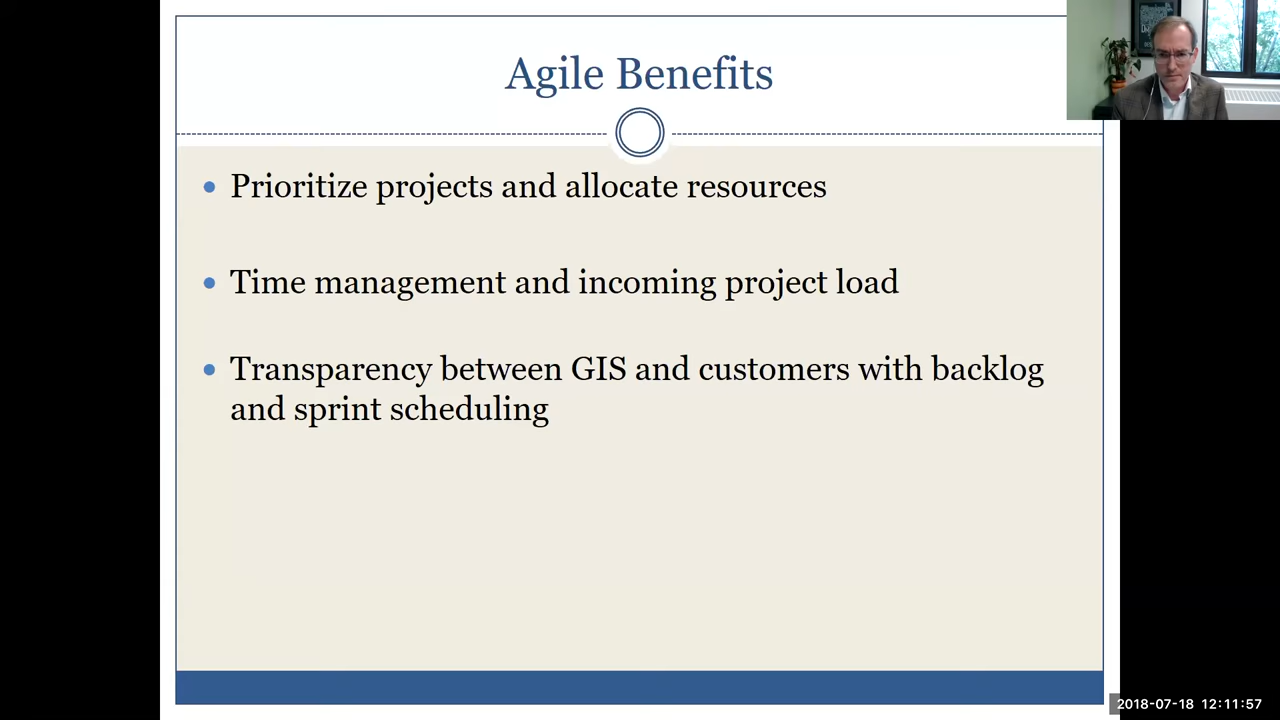 Agile Benefits
Prioritize projects and allocate resources
Time management and incoming project load
Transparency between GIS and customers with backlog
and sprint scheduling
2018-07-18 12:11:57